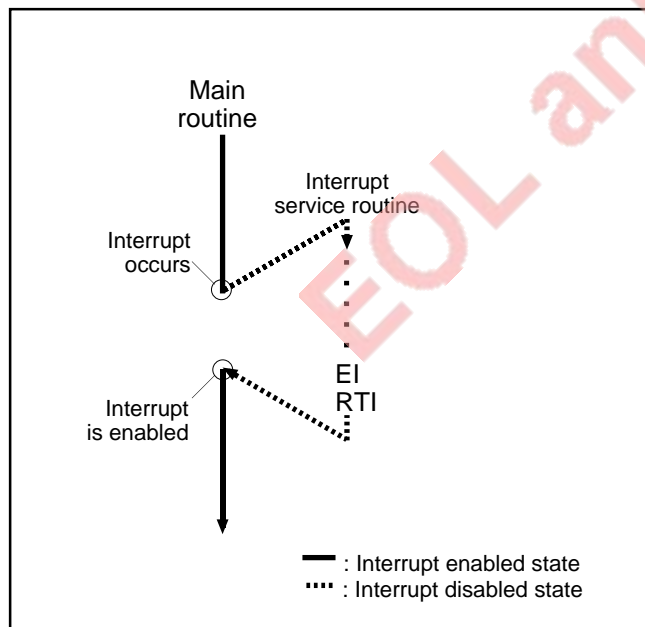 Main
routine
Interrupt
service routine
Interrupt
occurs
EI
RTI
Interrupt
is enabled
: Interrupt enabled state
: Interrupt disabled state
EOL an